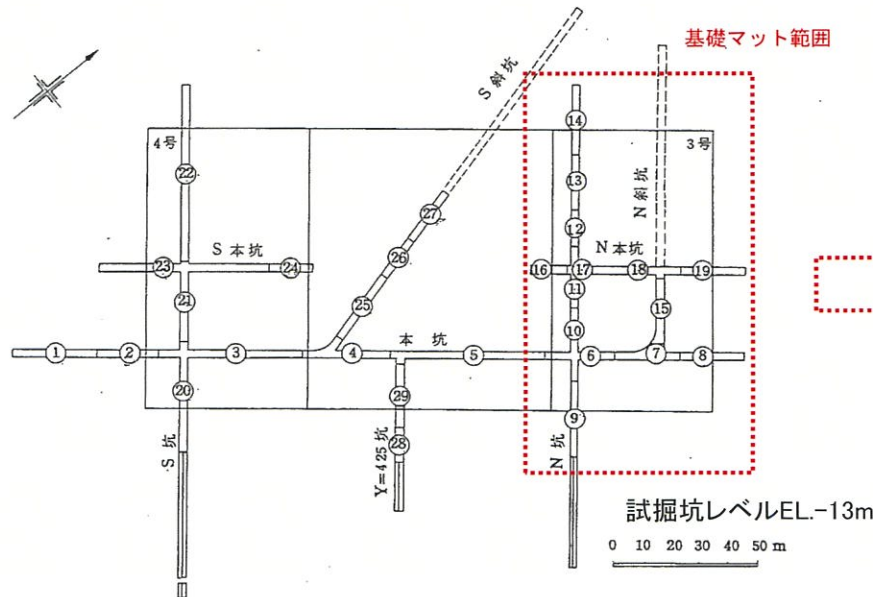 基礎マット範囲
S斜坑
4号
3号
⑭
㉒
⑬
N斜坑
㉗
⑫
S本坑
N本坑
㉓
㉔
㉖
⑯
⑰
⑱
⑲
⑪
㉑
㉕
⑮
⑩
本坑
①
②
③
④
⑤
⑥
⑦
⑧
⑳
㉙
⑨
S坑
Y=425坑
㉘
N坑
試掘坑レベルEL.-13m
0 10 20 30 40 50 m